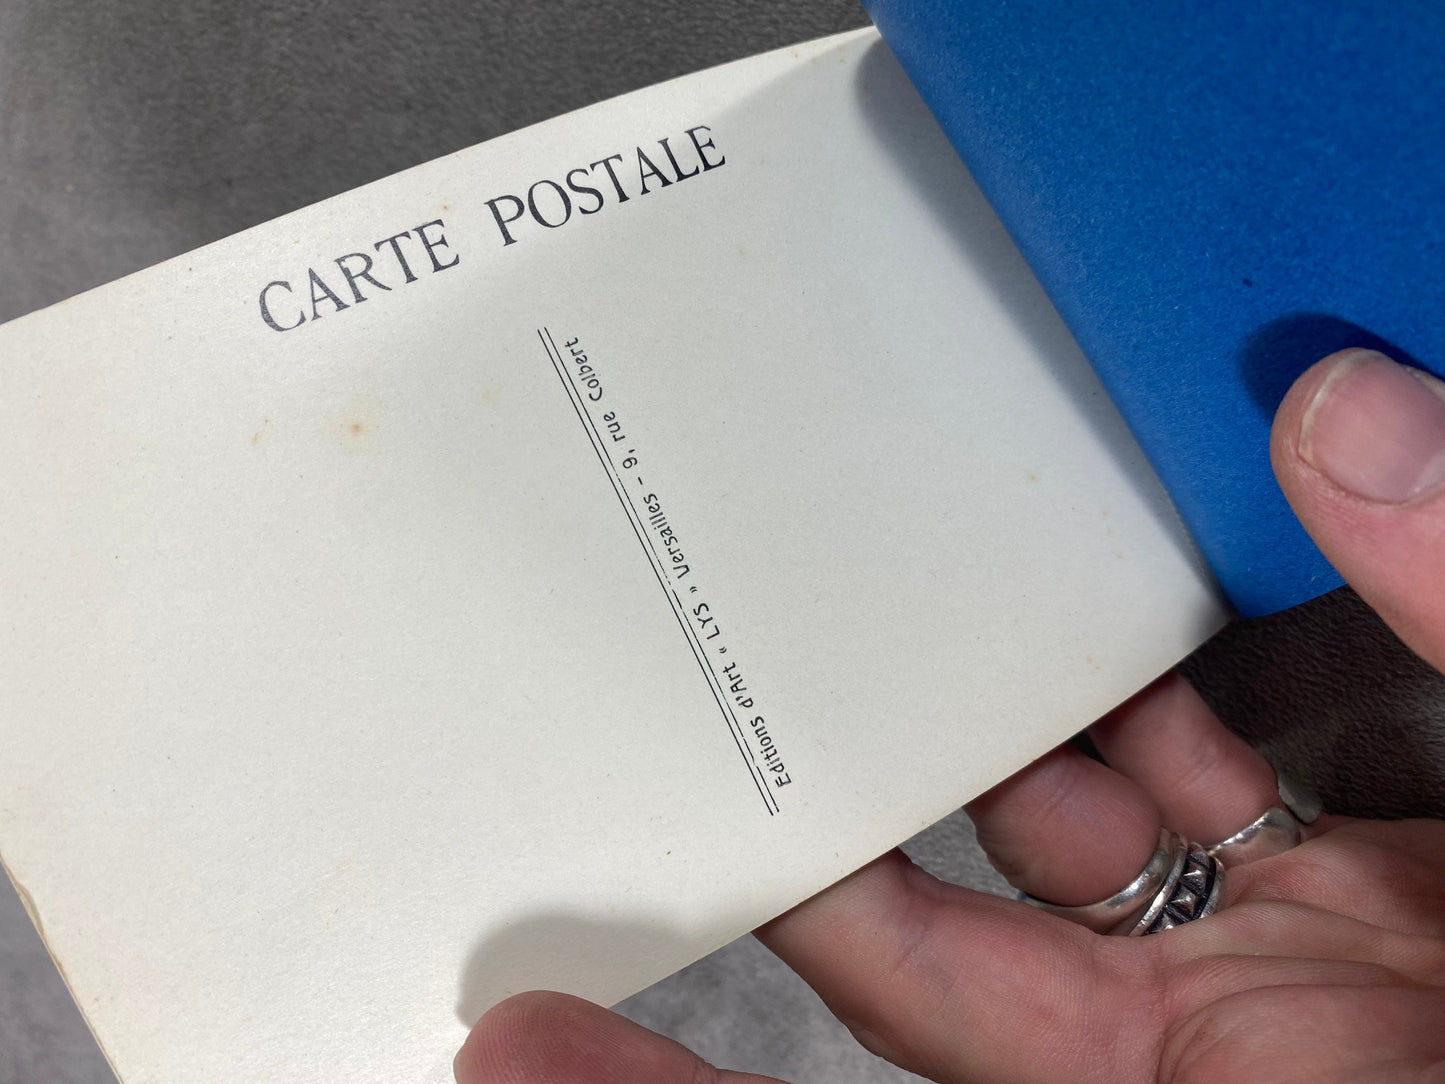 CARTE POSTALE
Editions d'Art « LYS » Versailles – 9, rue Colbert